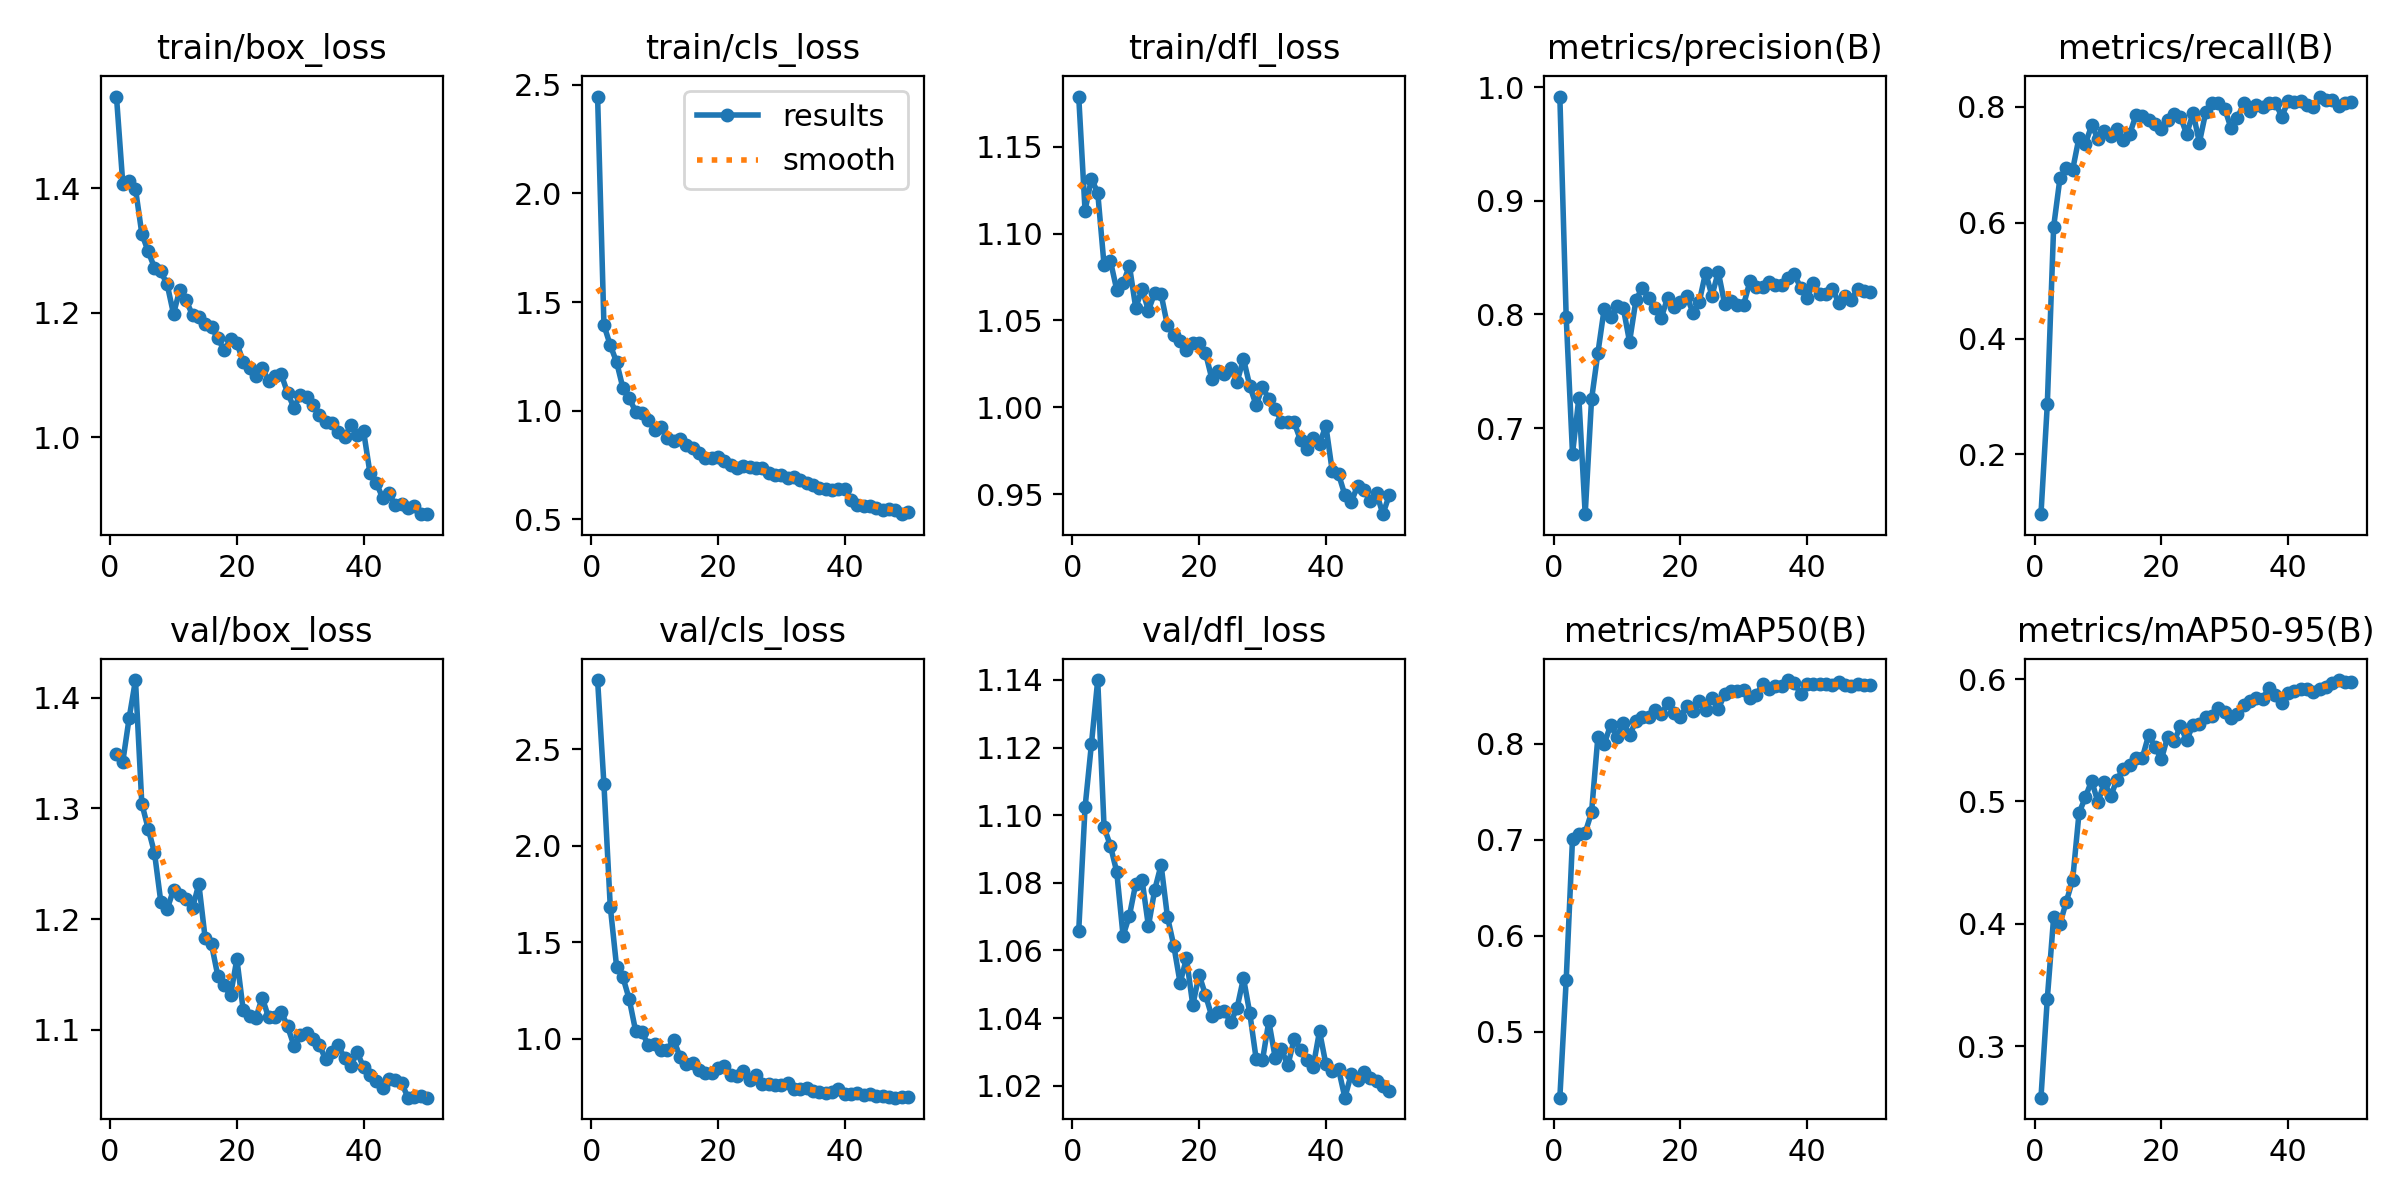 train/box_loss
1.4
1.2
1.0
0 20 40
train/cls_loss
results
smooth
2.5
2.0
1.5
1.0
0.5
0 20 40
train/dfl_loss
1.15
1.10
1.05
1.00
0.95
0 20 40
metrics/precision(B)
1.0
0.9
0.8
0.7
0 20 40
metrics/recall(B)
0.8
0.6
0.4
0.2
0 20 40
val/box_loss
1.4
1.3
1.2
1.1
0 20 40
val/cls_loss
2.5
2.0
1.5
1.0
0 20 40
val/dfl_loss
1.14
1.12
1.10
1.08
1.06
1.04
1.02
0 20 40
metrics/mAP50(B)
0.8
0.7
0.6
0.5
0 20 40
metrics/mAP50-95(B)
0.6
0.5
0.4
0.3
0 20 40